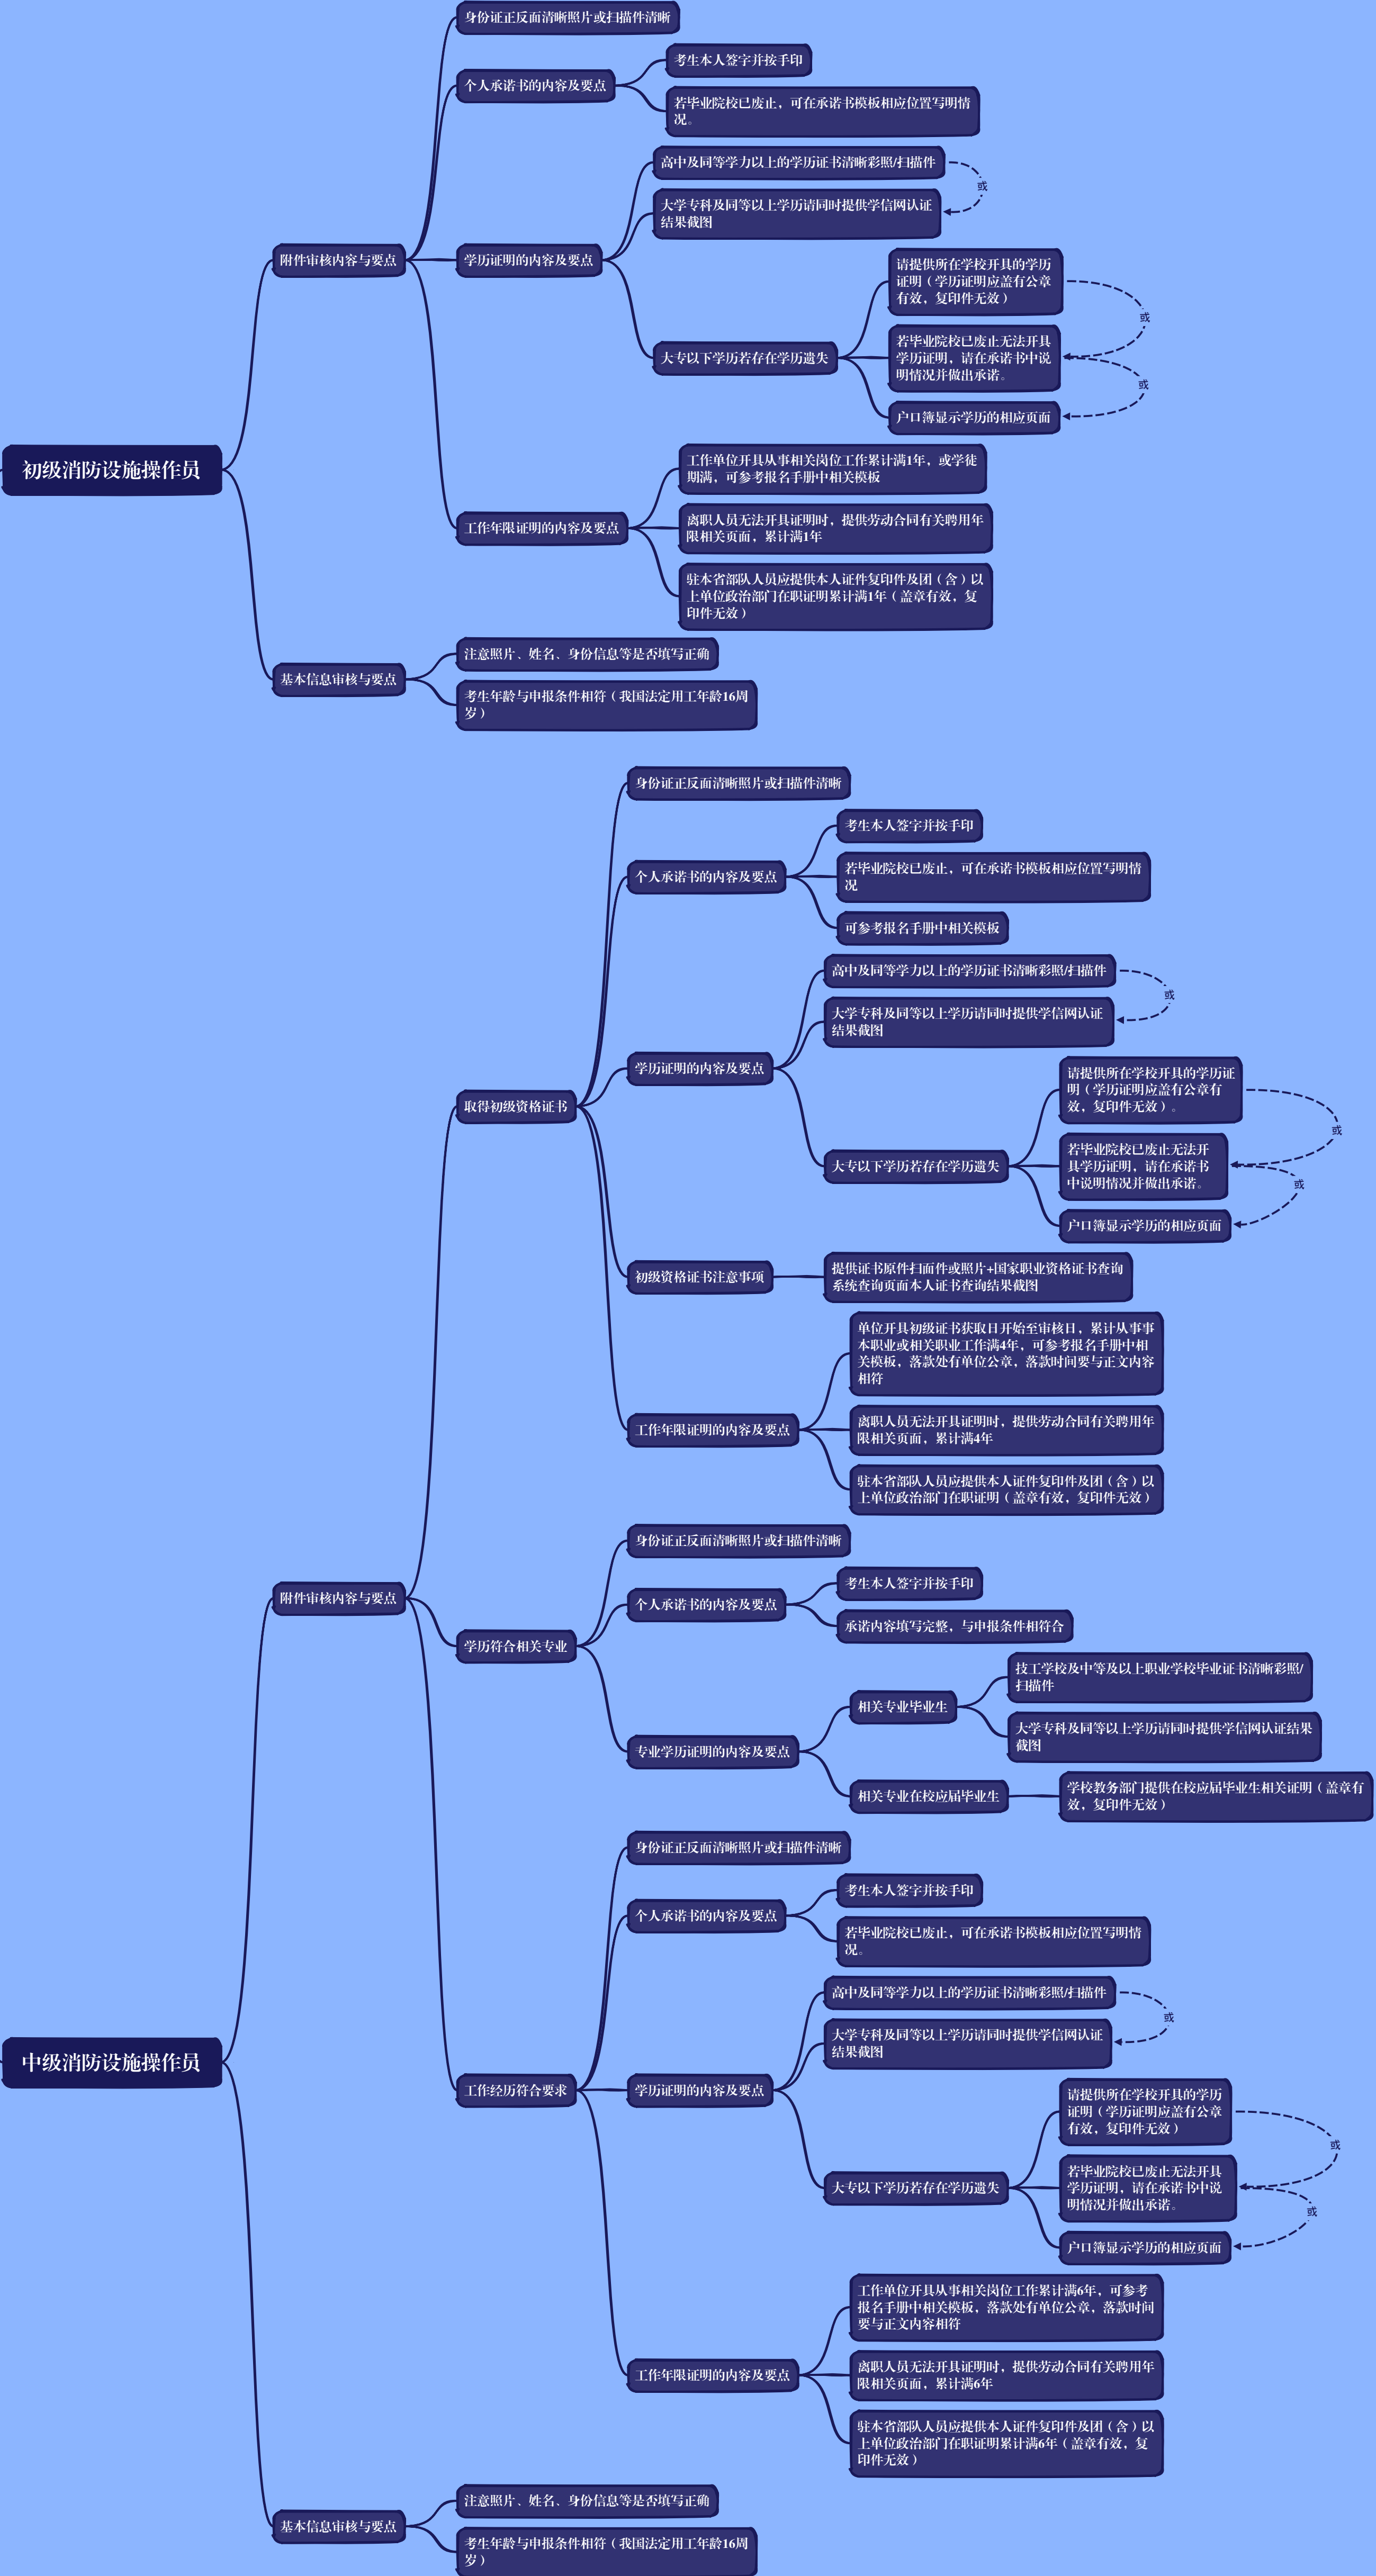 身份证正反面清晰照片或扫描件清晰
考生本人签字并按手印
个人承诺书的内容及要点
若毕业院校已废止，可在承诺书模板相应位置写明情
况。
高中及同等学力以上的学历证书清晰彩照/扫描件
或
大学专科及同等以上学历请同时提供学信网认证
结果截图
附件审核内容与要点
学历证明的内容及要点
请提供所在学校开具的学历
证明（学历证明应盖有公章
有效，复印件无效）
或
若毕业院校已废止无法开具
学历证明，请在承诺书中说
明情况并做出承诺。
大专以下学历若存在学历遗失
或
户口簿显示学历的相应页面
初级消防设施操作员
工作单位开具从事相关岗位工作累计满1年，或学徒
期满，可参考报名手册中相关模板
工作年限证明的内容及要点
离职人员无法开具证明时，提供劳动合同有关聘用年
限相关页面，累计满1年
驻本省部队人员应提供本人证件复印件及团（含）以
上单位政治部门在职证明累计满1年（盖章有效，复
印件无效）
注意照片、姓名、身份信息等是否填写正确
基本信息审核与要点
考生年龄与申报条件相符（我国法定用工年龄16周
岁）
身份证正反面清晰照片或扫描件清晰
考生本人签字并按手印
个人承诺书的内容及要点
若毕业院校已废止，可在承诺书模板相应位置写明情
况
可参考报名手册中相关模板
高中及同等学力以上的学历证书清晰彩照/扫描件
或
大学专科及同等以上学历请同时提供学信网认证
结果截图
学历证明的内容及要点
请提供所在学校开具的学历证
明（学历证明应盖有公章有
效，复印件无效）。
或
取得初级资格证书
若毕业院校已废止无法开
具学历证明，请在承诺书
中说明情况并做出承诺。
大专以下学历若存在学历遗失
或
户口簿显示学历的相应页面
初级资格证书注意事项
提供证书原件扫面件或照片+国家职业资格证书查询
系统查询页面本人证书查询结果截图
单位开具初级证书获取日开始至审核日，累计从事事
本职业或相关职业工作满4年，可参考报名手册中相
关模板，落款处有单位公章，落款时间要与正文内容
相符
工作年限证明的内容及要点
离职人员无法开具证明时，提供劳动合同有关聘用年
限相关页面，累计满4年
驻本省部队人员应提供本人证件复印件及团（含）以
上单位政治部门在职证明（盖章有效，复印件无效）
身份证正反面清晰照片或扫描件清晰
考生本人签字并按手印
附件审核内容与要点
个人承诺书的内容及要点
承诺内容填写完整，与申报条件相符合
学历符合相关专业
技工学校及中等及以上职业学校毕业证书清晰彩照/
扫描件
相关专业毕业生
大学专科及同等以上学历请同时提供学信网认证结果
截图
专业学历证明的内容及要点
相关专业在校应届毕业生
学校教务部门提供在校应届毕业生相关证明（盖章有
效，复印件无效）
身份证正反面清晰照片或扫描件清晰
考生本人签字并按手印
个人承诺书的内容及要点
若毕业院校已废止，可在承诺书模板相应位置写明情
况。
高中及同等学力以上的学历证书清晰彩照/扫描件
或
大学专科及同等以上学历请同时提供学信网认证
结果截图
中级消防设施操作员
工作经历符合要求
学历证明的内容及要点
请提供所在学校开具的学历
证明（学历证明应盖有公章
有效，复印件无效）
或
若毕业院校已废止无法开具
学历证明，请在承诺书中说
明情况并做出承诺。
大专以下学历若存在学历遗失
或
户口簿显示学历的相应页面
工作单位开具从事相关岗位工作累计满6年，可参考
报名手册中相关模板，落款处有单位公章，落款时间
要与正文内容相符
工作年限证明的内容及要点
离职人员无法开具证明时，提供劳动合同有关聘用年
限相关页面，累计满6年
驻本省部队人员应提供本人证件复印件及团（含）以
上单位政治部门在职证明累计满6年（盖章有效，复
印件无效）
注意照片、姓名、身份信息等是否填写正确
基本信息审核与要点
考生年龄与申报条件相符（我国法定用工年龄16周
岁）